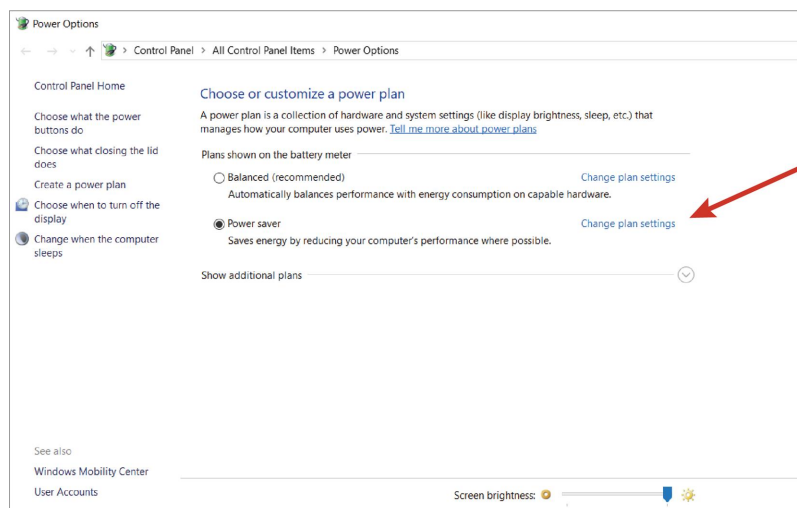 Power Options
Control Panel > All Control Panel Items > Power Options
Control Panel Home
Choose what the power
buttons do
Choose what closing the lid
does
Create a power plan
Choose when to turn off the
display
Change when the computer
sleeps
Choose or customize a power plan
A power plan is a collection of hardware and system settings (like display brightness, sleep, etc.) that
manages how your computer uses power. Tell me more about power plans
Plans shown on the battery meter
Balanced (recommended) Change plan settings
Automatically balances performance with energy consumption on capable hardware.
Power saver Change plan settings
Saves energy by reducing your computer's performance where possible.
Show additional plans
See also
Windows Mobility Center
User Accounts
Screen brightness: